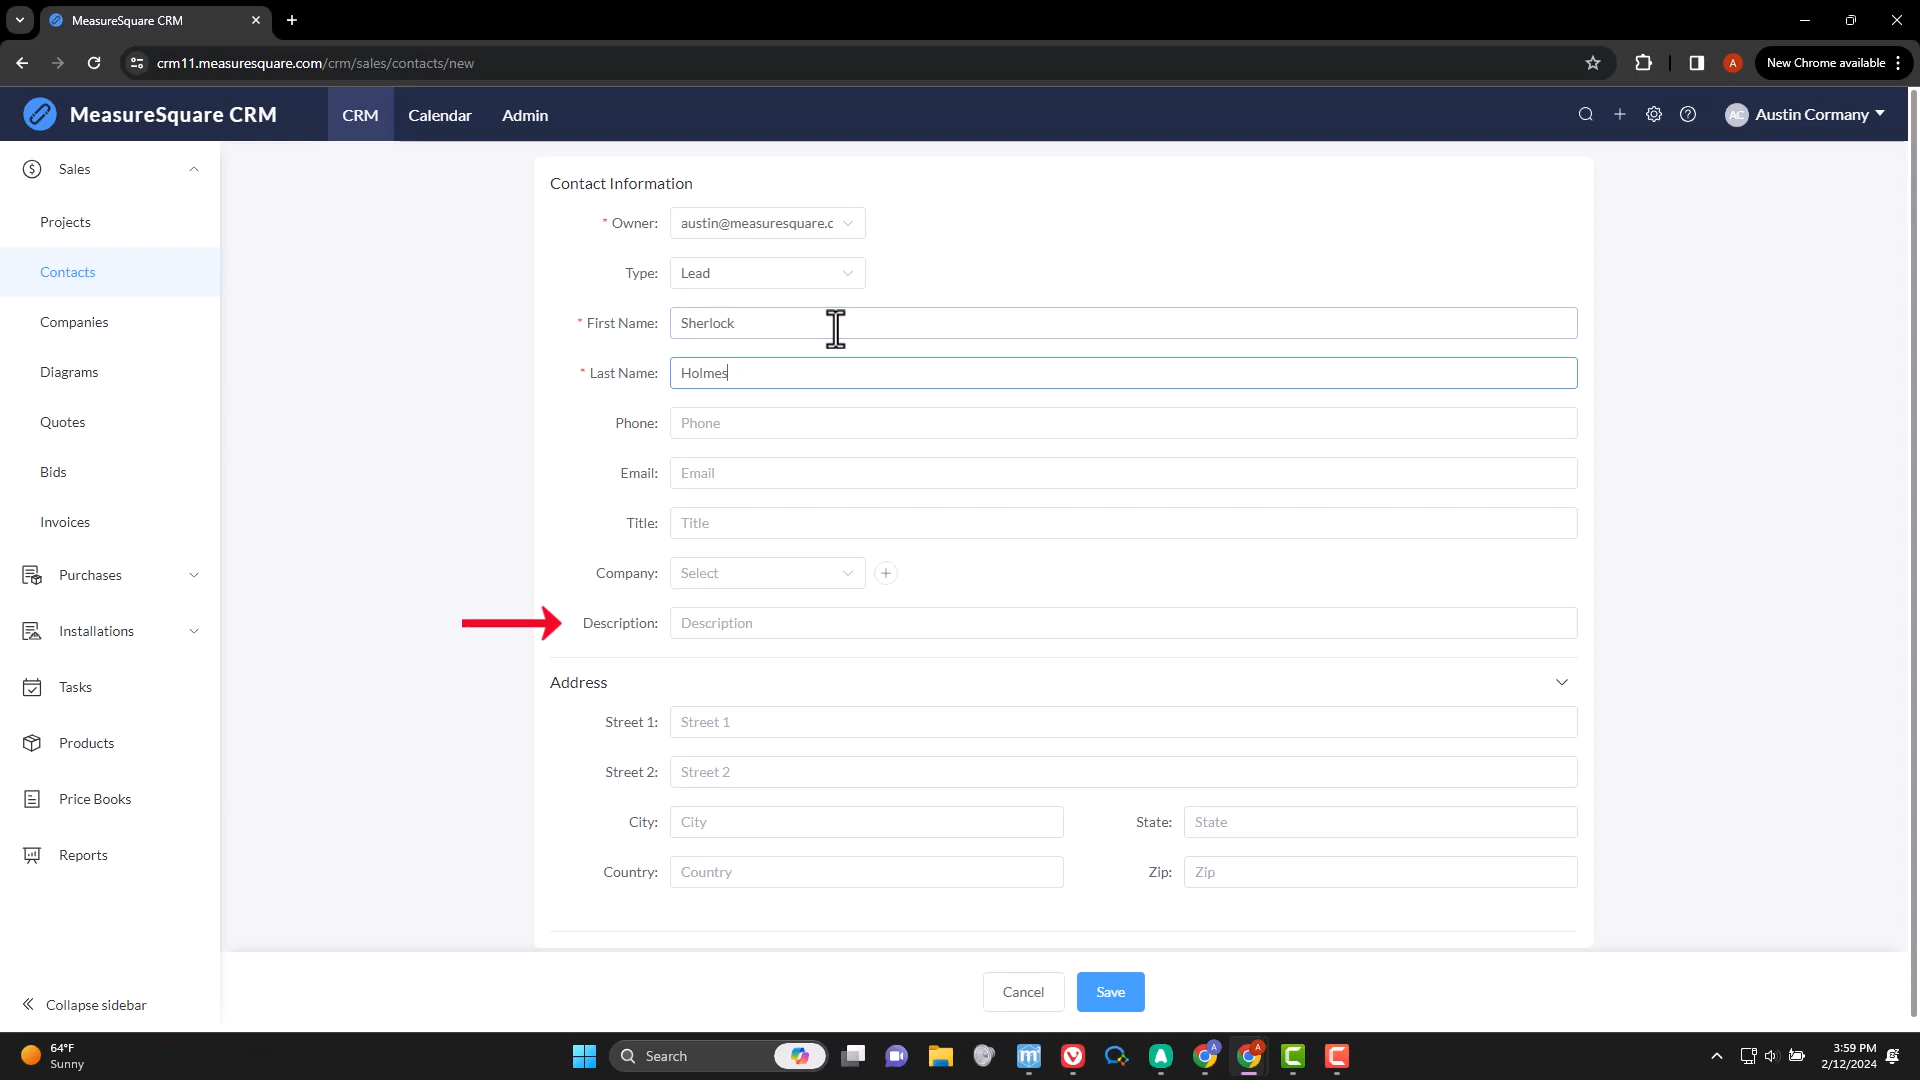 MeasureSquare CRM
crm11.measuresquare.com/crm/sales/contacts/new
A
New Chrome available
MeasureSquare CRM
CRM
Calendar
Admin
AC
Austin Cormany
Sales
Projects
Contacts
Companies
Diagrams
Quotes
Bids
Invoices
Purchases
Installations
Tasks
Products
Price Books
Reports
Collapse sidebar
Contact Information
* Owner: austin@measuresquare.c
Type: Lead
* First Name: Sherlock
* Last Name: Holmes
Phone: Phone
Email: Email
Title: Title
Company: Select
Description: Description
Address
Street 1: Street 1
Street 2: Street 2
City: City State: State
Country: Country Zip: Zip
Cancel Save
64°F
Sunny
Search
3:59 PM
2/12/2024